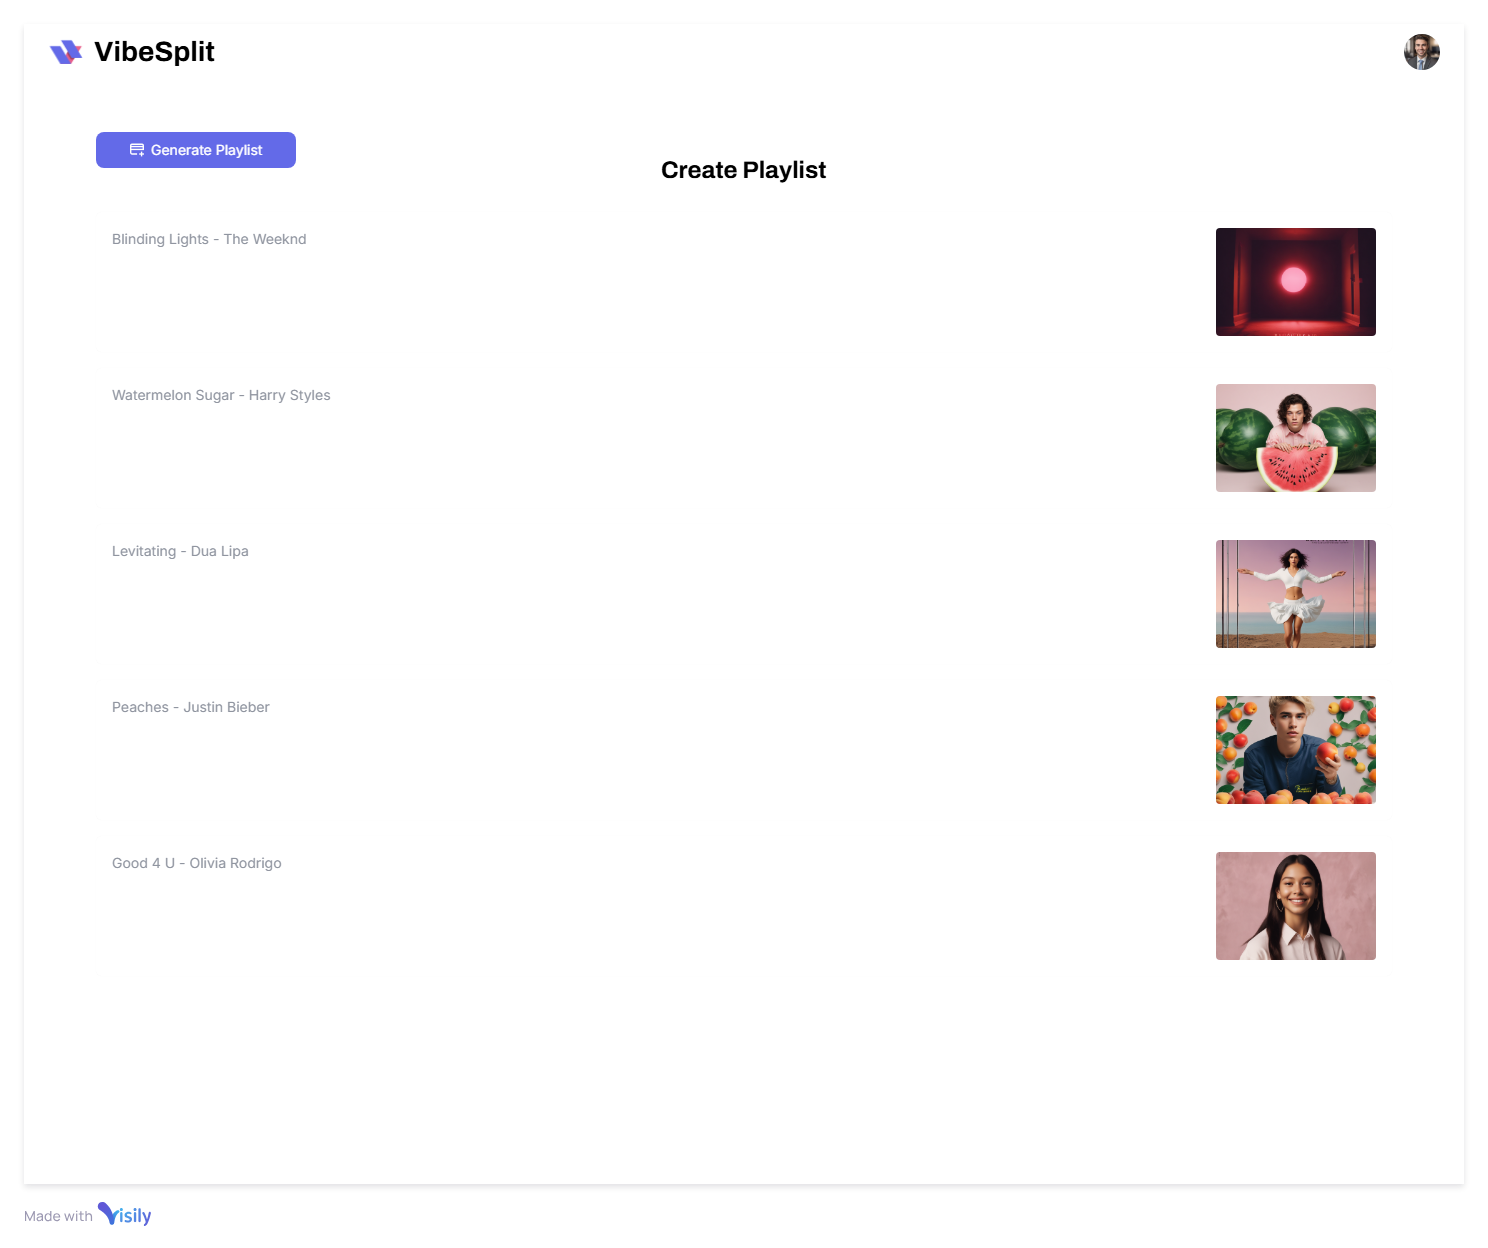 VibeSplit
Generate Playlist
Create Playlist
Blinding Lights - The Weeknd
Watermelon Sugar - Harry Styles
Levitating - Dua Lipa
Peaches - Justin Bieber
Good 4 U - Olivia Rodrigo
Made with Visily